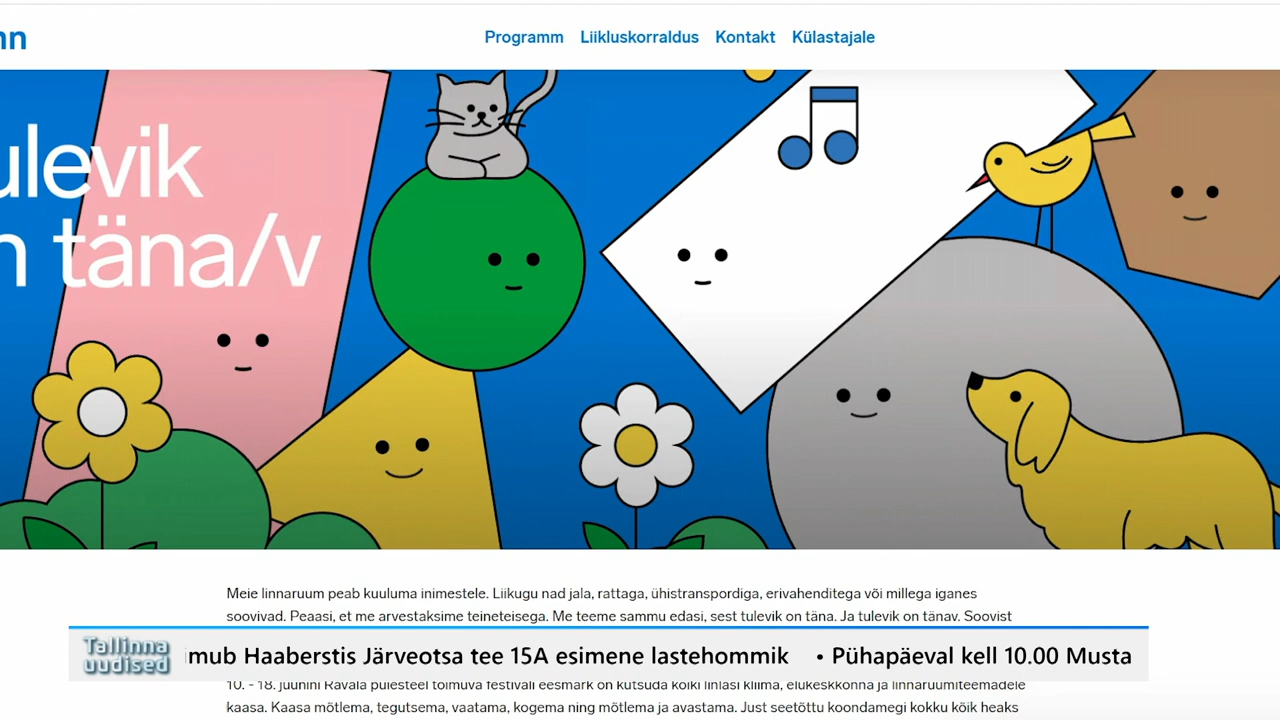 Programm Liikluskorraldus Kontakt Külastajale
täna/v
Meie linnaruum peab kuuluma inimestele. Liikugu nad jala, rattaga, ühistranspordiga, erivahenditega või millega iganes
soovivad. Peaasi, et me arvestaksime teineteisega. Me teeme sammu edasi, sest tulevik on täna. Ja tulevik on tänav. Soovist
Tallinna
uudised
imub Haaberstis Järveotsa tee 15A esimene lastehommik • Pühapäeval kell 10.00 Musta
10. - 18. juunini Rävala puiesteel toimuva festivali eesmärk on kutsuda kõiki linlasi kliima, elukeskkonna ja linnaruumiteemadele
kaasa. Kaasa mõtlema, tegutsema, vaatama, kogema ning mõtlema ja avastama. Just seetõttu koondamegi kokku kõik heaks